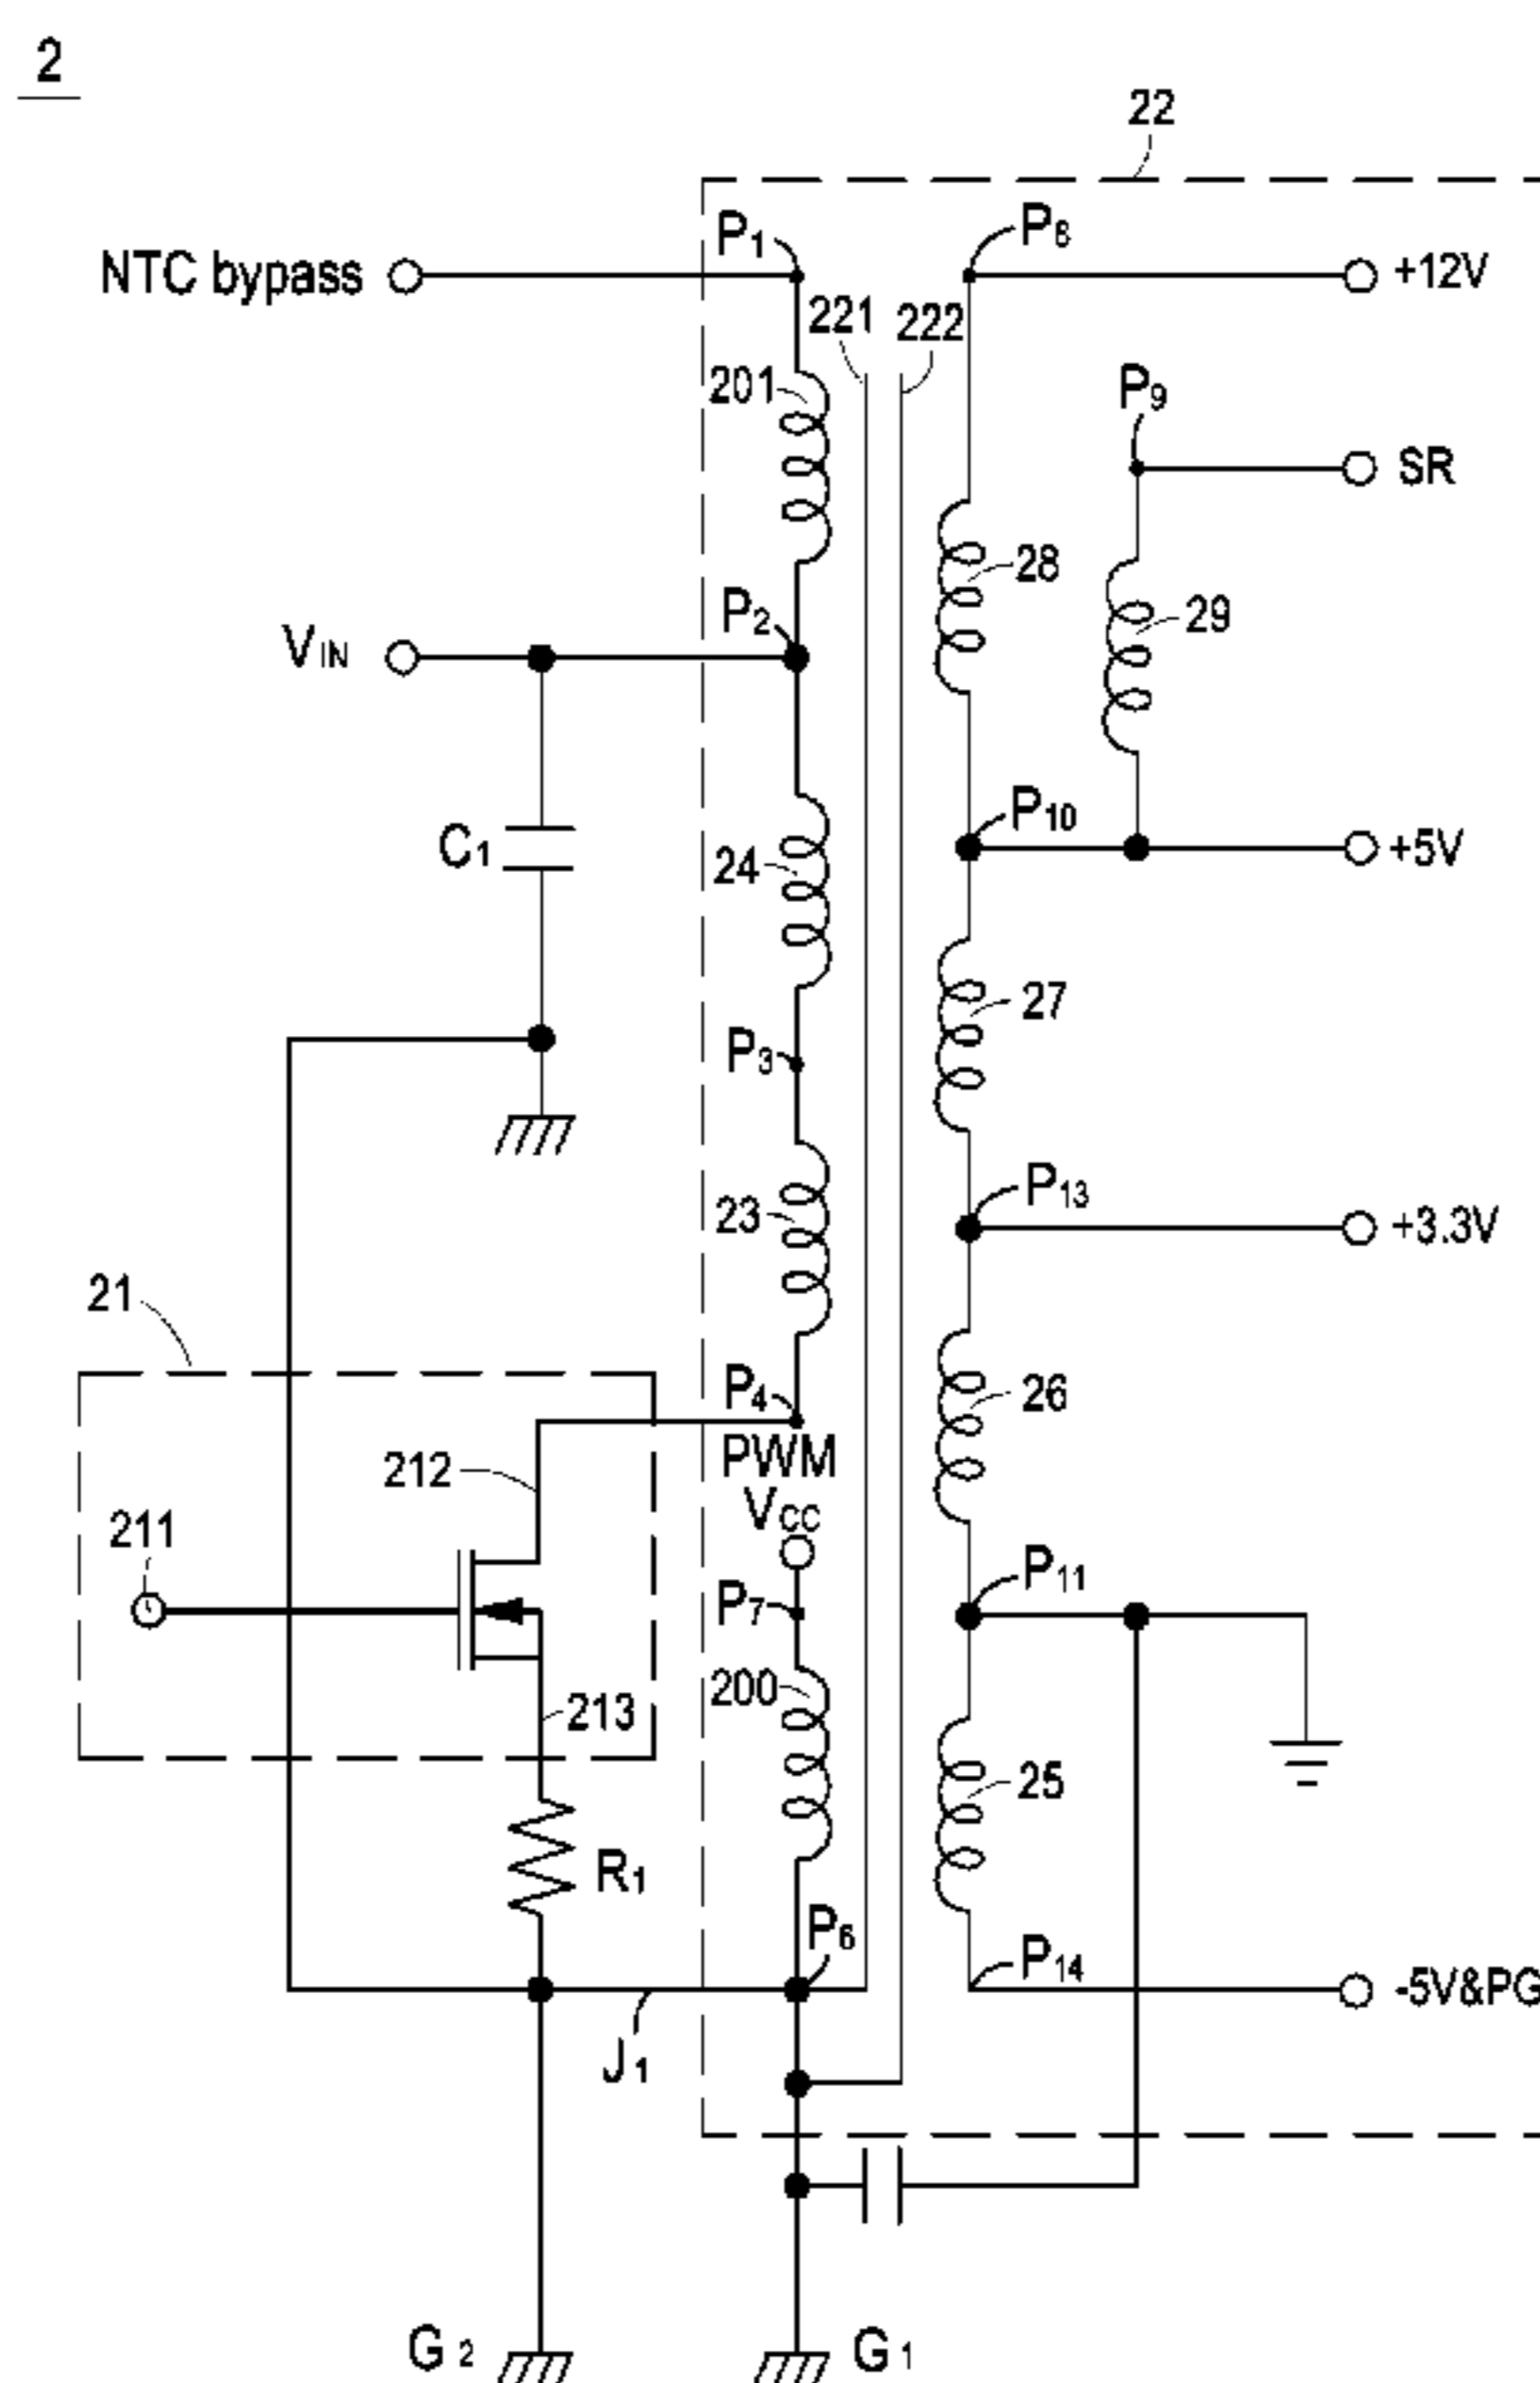 2
22
P1
P8
NTC bypass
+12V
221
222
201
P9
SR
28
P2
29
VIN
P10
C1
24
+5V
27
P3
P13
23
+3.3V
21
P4
26
212
PWM
VCC
211
P7
P11
200
213
25
R1
P6
P14
-5V&PG
J1
G2
G1